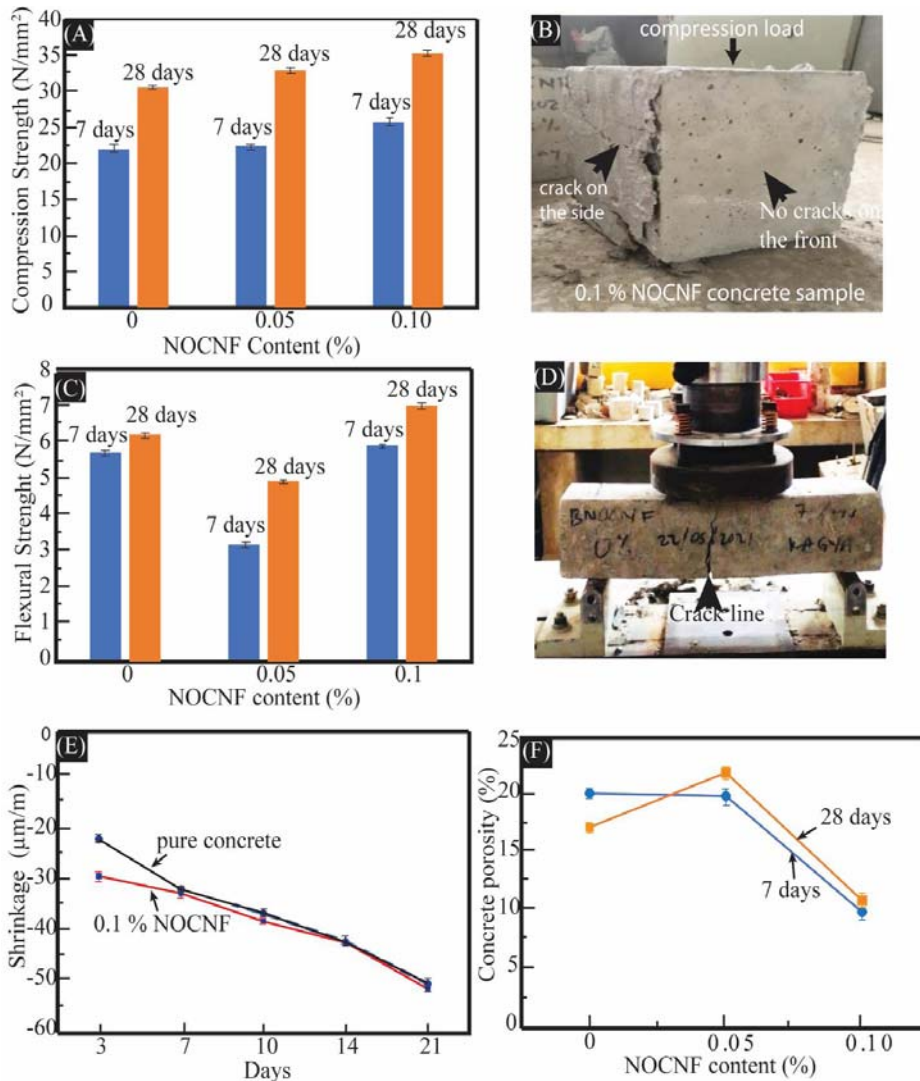 (A)
Compression Strength (N/mm²)
40
35
30
25
20
15
10
5
0
7 days
28 days
7 days
28 days
7 days
28 days
0
0.05
0.10
NOCNF Content (%)
(B)
compression load
crack on
the side
No cracks on
the front
0.1 % NOCNF concrete sample
(C)
Flexural Strenght (N/mm²)
8
7
6
5
4
3
2
1
0
7 days
28 days
7 days
28 days
7 days
28 days
0
0.05
0.1
NOCNF content (%)
(D)
BNOCNF
0%
22/05/2021
KAGYA
Crack line
(E)
Shrinkage (μm/m)
0
-10
-20
-30
-40
-50
-60
pure concrete
0.1 % NOCNF
3
7
10
14
21
Days
(F)
Concrete porosity (%)
25
20
15
10
5
0
28 days
7 days
0
0.05
0.10
NOCNF content (%)